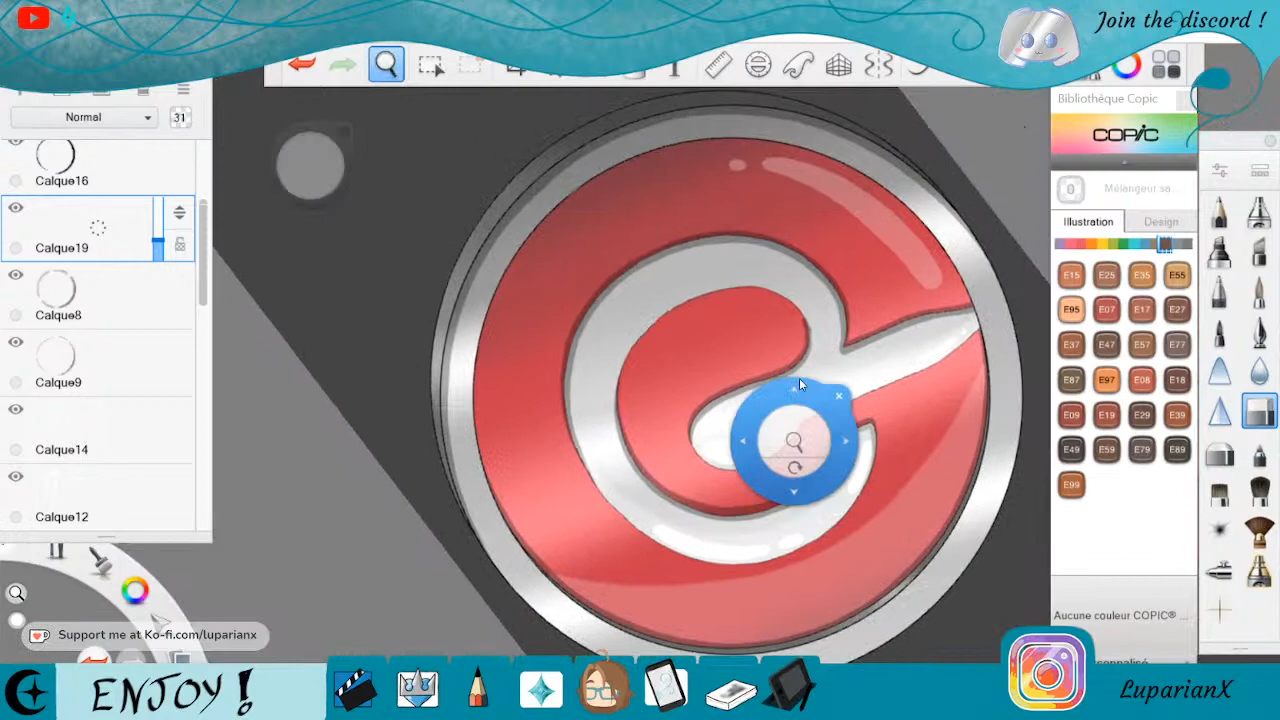 Join the discord !
Normal
31
Calque16
Calque19
Calque8
Calque9
Calque14
Calque12
Bibliothèque Copic
COPIC
0
Mélangeur sa...
Illustration
Design
E15 E25 E35 E55
E95 E07 E17 E27
E37 E47 E57 E77
E87 E97 E08 E18
E09 E19 E29 E39
E49 E59 E79 E89
E99
Aucune couleur COPIC® ...
Support me at Ko-fi.com/luparianx
ENJOY !
LuparianX